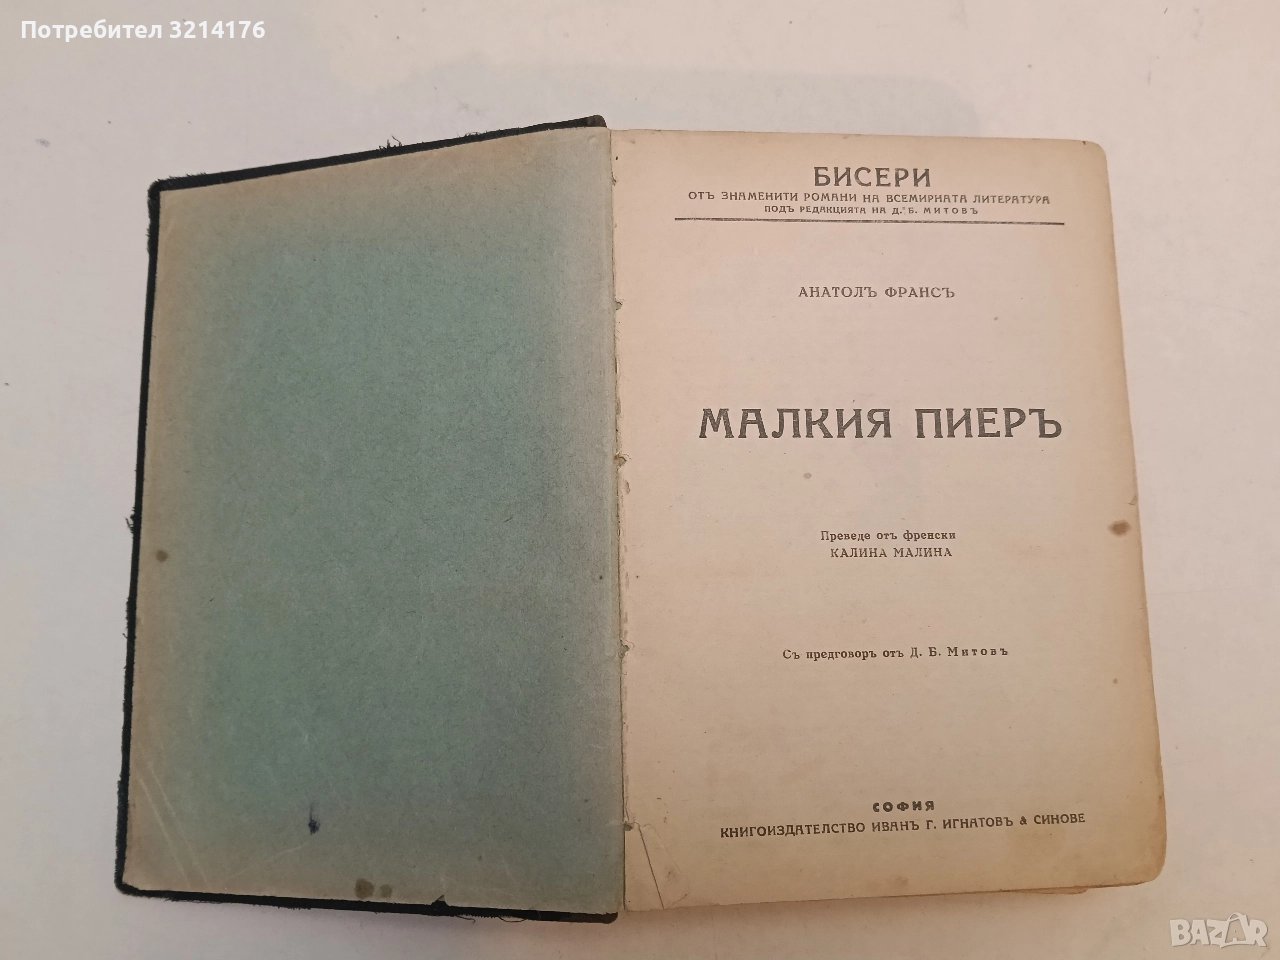 Потребител 3214176
БИСЕРИ
ОТЪ ЗНАМЕНИТИ РОМАНИ НА ВСЕМИРНАТА ЛИТЕРАТУРА
ПОДЪ РЕДАКЦИЯТА НА Д. Б. МИТОВЪ
АНАТОЛЪ ФРАНСЪ
МАЛКИЯ ПИЕРЪ
Преведе отъ френски
КАЛИНА МАЛИНА
Съ предговоръ отъ Д. Б. Митовъ
СОФИЯ
КНИГОИЗДАТЕЛСТВО ИВАНЪ Г. ИГНАТОВЪ & СИНОВЕ
BAZAR